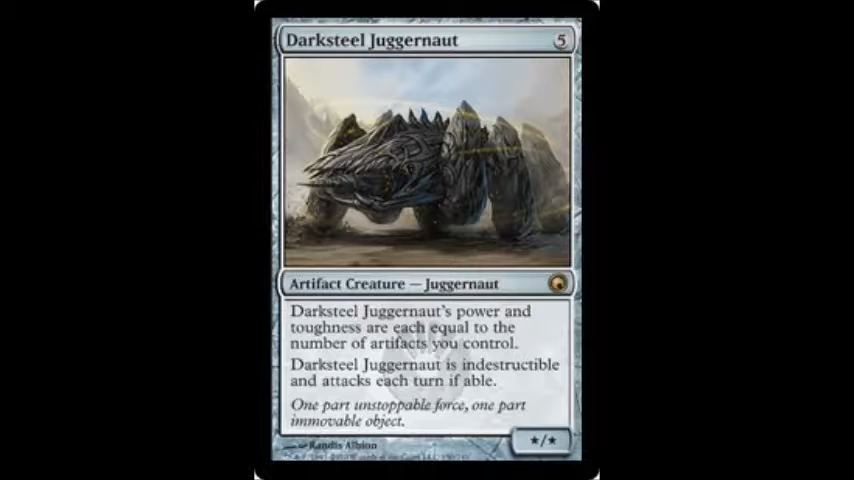 Darksteel Juggernaut 5
Artifact Creature — Juggernaut
Darksteel Juggernaut's power and
toughness are each equal to the
number of artifacts you control.
Darksteel Juggernaut is indestructible
and attacks each turn if able.
One part unstoppable force, one part
immovable object.
★/★
Randis Albion